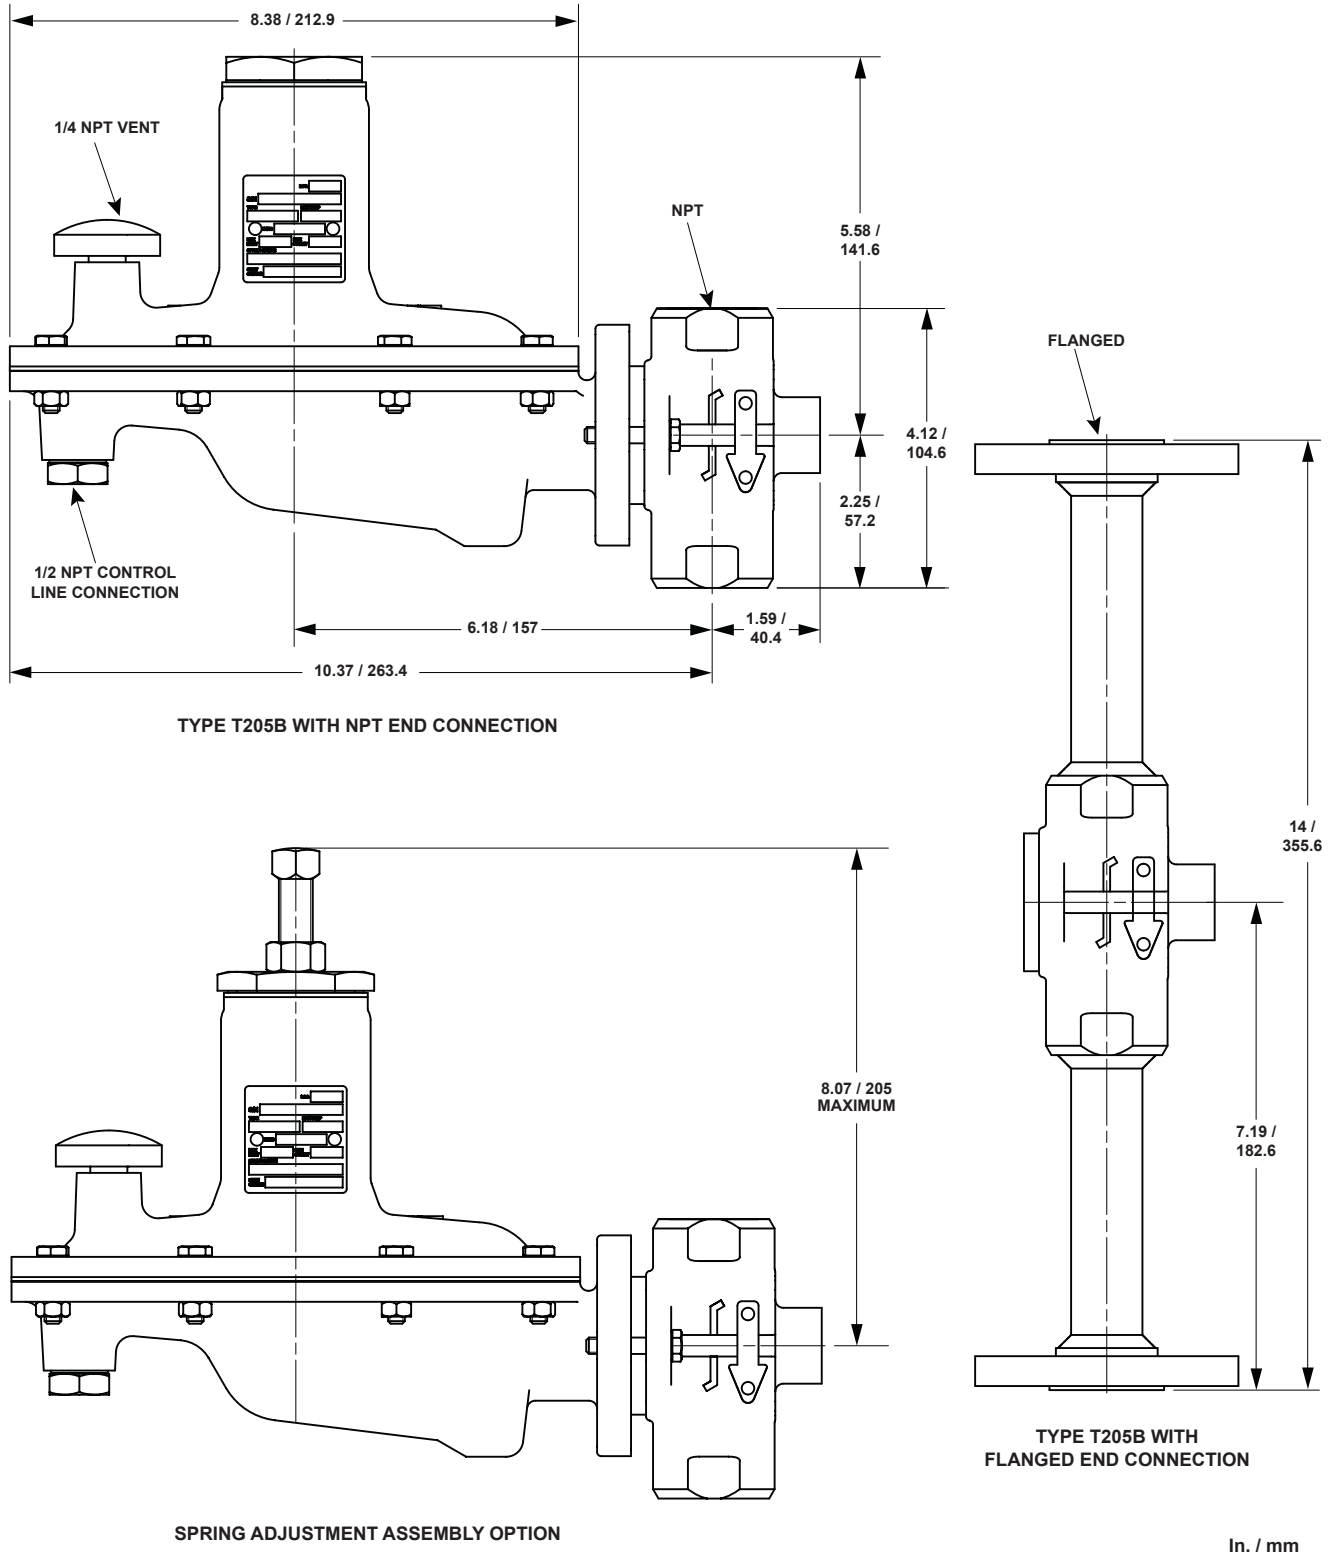 8.38 / 212.9
1/4 NPT VENT
NPT
5.58 /
141.6
4.12 /
104.6
2.25 /
57.2
1/2 NPT CONTROL
LINE CONNECTION
6.18 / 157
1.59 /
40.4
10.37 / 263.4
TYPE T205B WITH NPT END CONNECTION
FLANGED
14 /
355.6
7.19 /
182.6
TYPE T205B WITH
FLANGED END CONNECTION
8.07 / 205
MAXIMUM
SPRING ADJUSTMENT ASSEMBLY OPTION
In. / mm